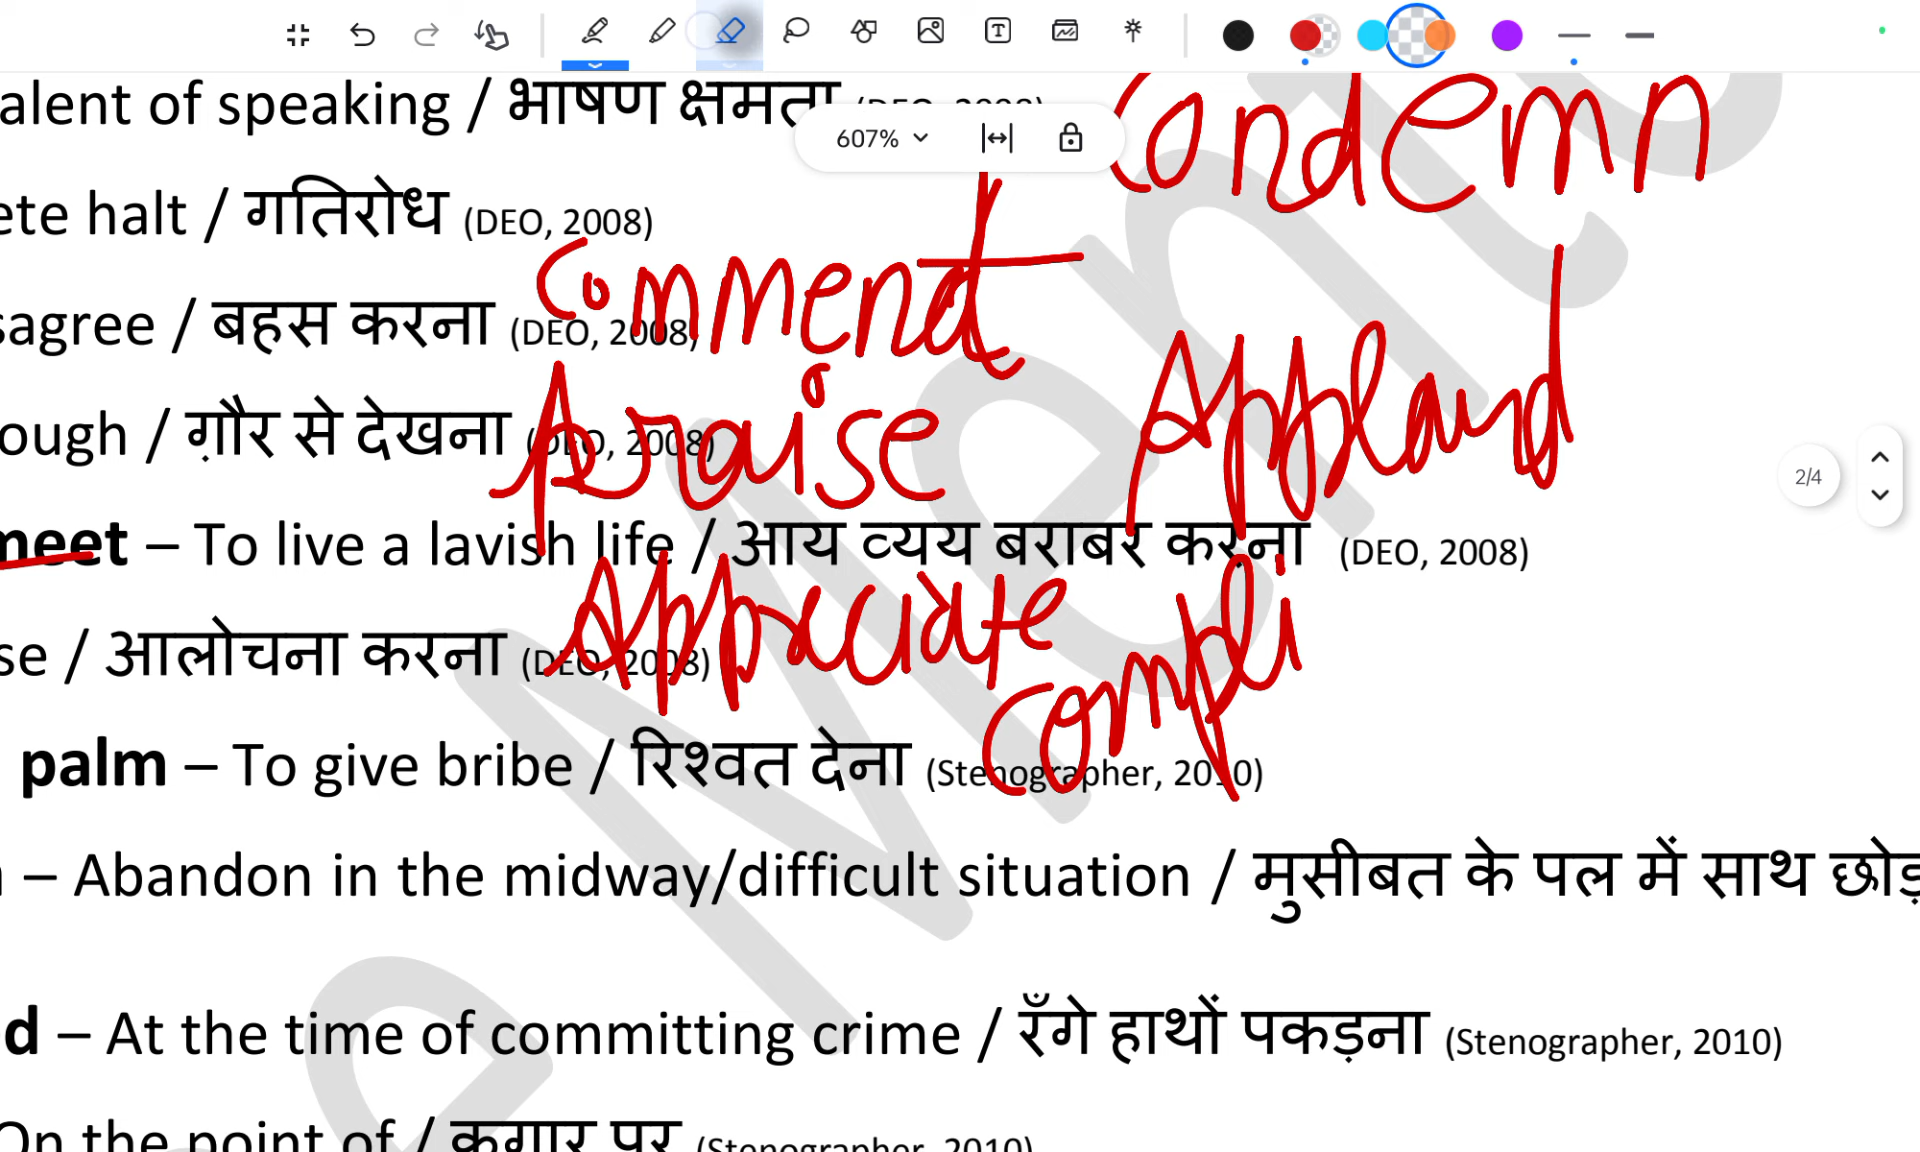 607%
alent of speaking / भाषण क्षमता (DEO, 2008)
Condemn
ete halt / गतिरोध (DEO, 2008)
Commend
sagree / बहस करना (DEO, 2008)
ough / ग़ौर से देखना (DEO, 2008)
Praise
Applaud
2/4
meet – To live a lavish life / आय व्यय बराबर करना (DEO, 2008)
Appreciate
se / आलोचना करना (DEO, 2008)
Compli
palm – To give bribe / रिश्वत देना (Stenographer, 2010)
– Abandon in the midway/difficult situation / मुसीबत के पल में साथ छोड़
d – At the time of committing crime / रँगे हाथों पकड़ना (Stenographer, 2010)
On the point of / कगार पर (Stenographer, 2010)